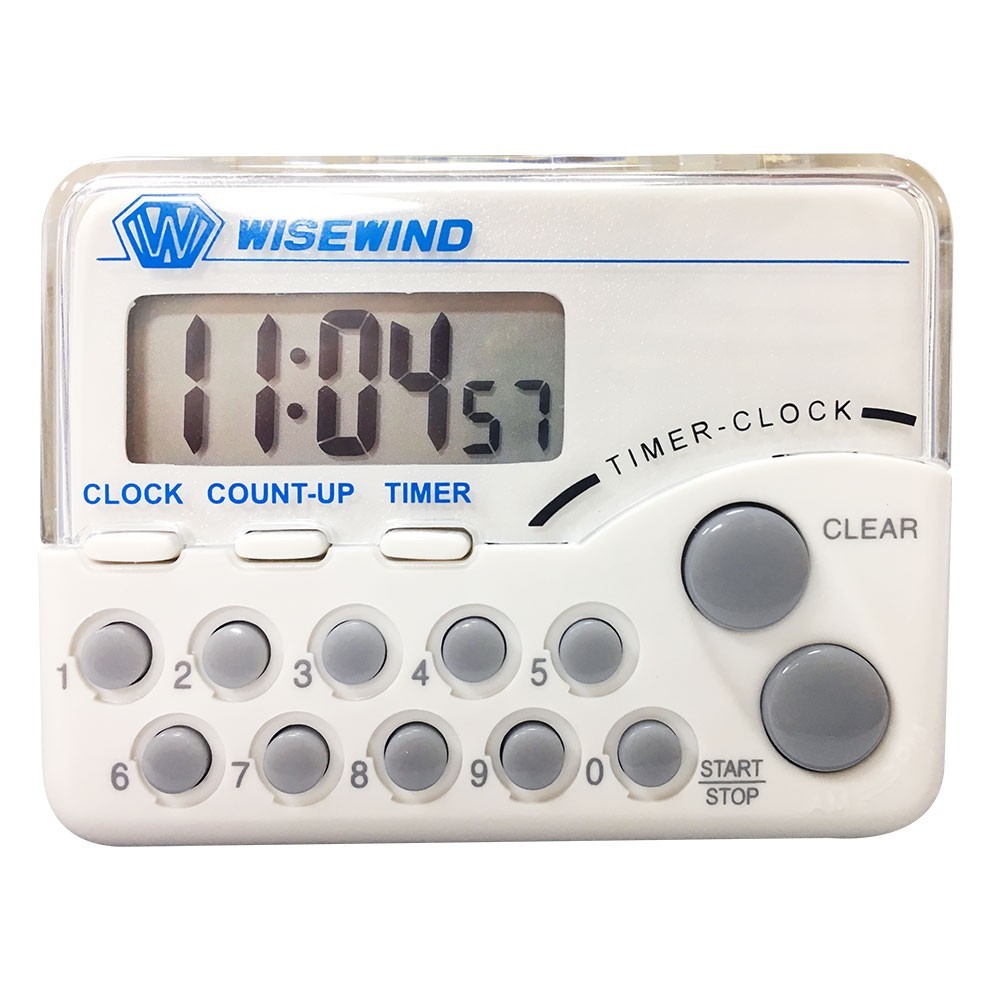 W WISEWIND
11:04 57
TIMER-CLOCK
CLOCK COUNT-UP TIMER
CLEAR
1 2 3 4 5
6 7 8 9 0
START
STOP